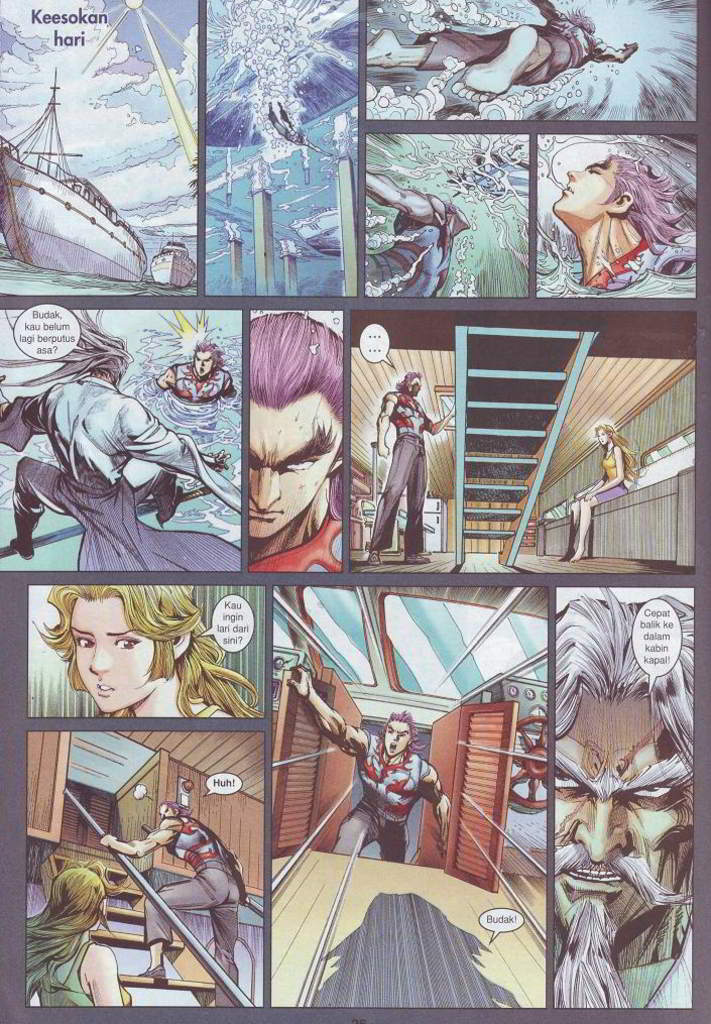 Keesokan
hari
Budak,
kau belum
lagi berputus
asa?
...
...
Kau
ingin
lari dari
sini?
Huh!
Budak!
Cepat
balik ke
dalam
kabin
kapal!